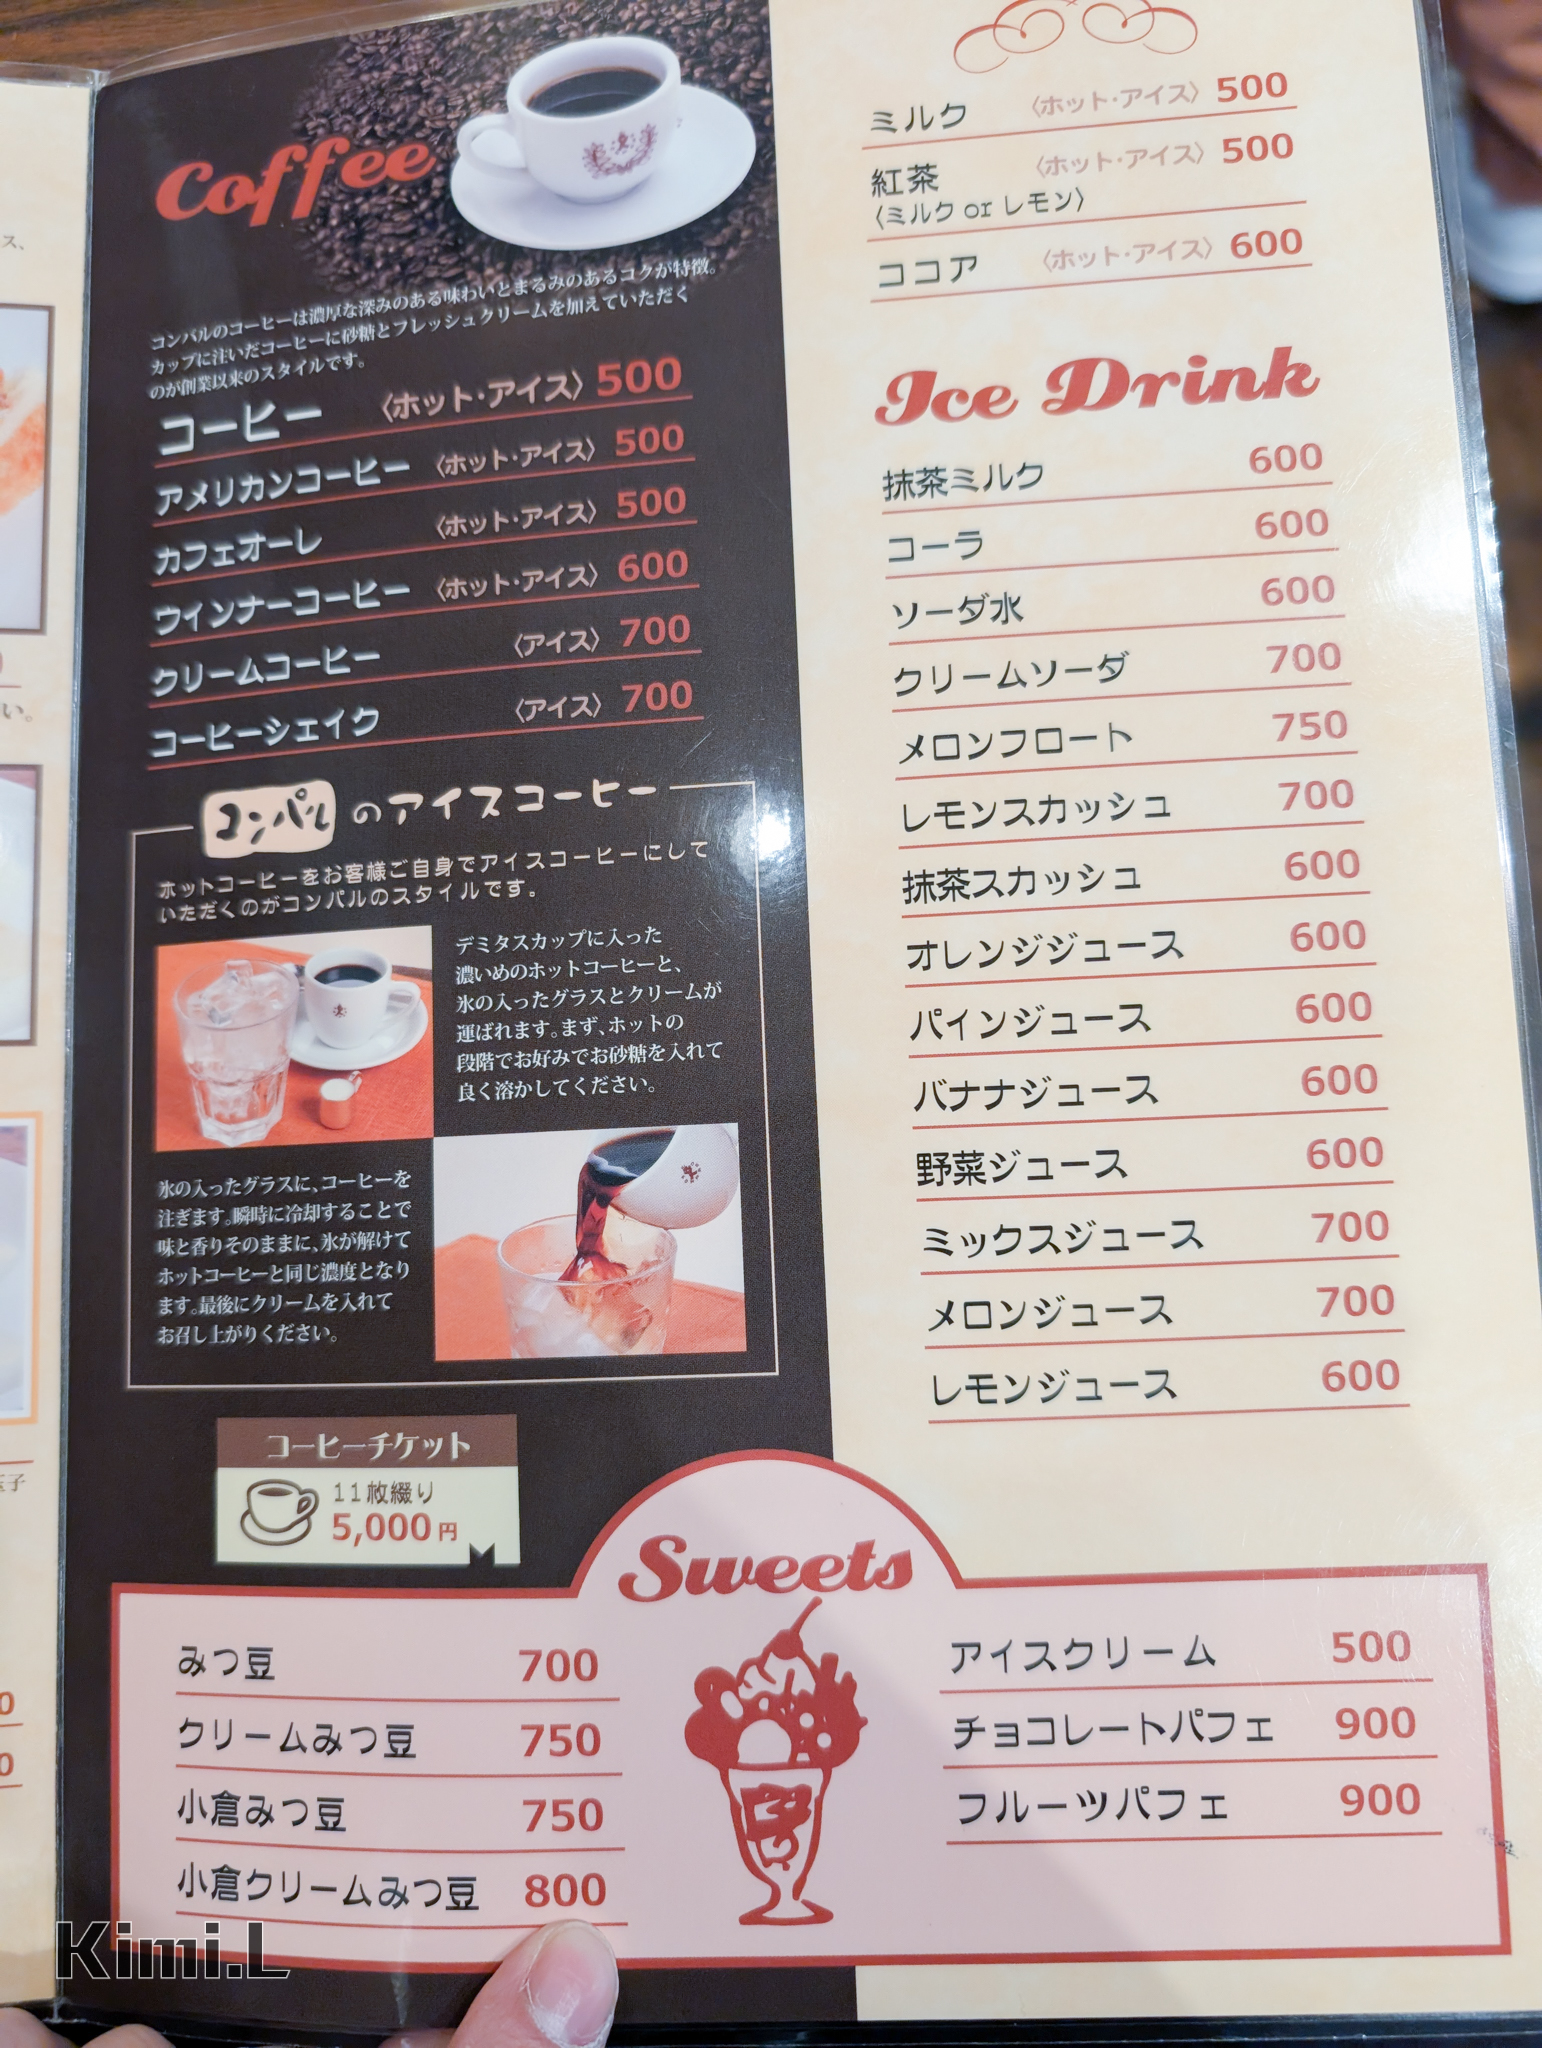 ス、
い。
玉子
Coffee
コンパルのコーヒーは濃厚な深みのある味わいとまるみのあるコクが特徴。
カップに注いだコーヒーに砂糖とフレッシュクリームを加えていただく
のが創業以来のスタイルです。
コーヒー 〈ホット・アイス〉 500
アメリカンコーヒー 〈ホット・アイス〉 500
カフェオーレ 〈ホット・アイス〉 500
ウインナーコーヒー 〈ホット・アイス〉 600
クリームコーヒー 〈アイス〉 700
コーヒーシェイク 〈アイス〉 700
コンパルのアイスコーヒー
ホットコーヒーをお客様ご自身でアイスコーヒーにして
いただくのがコンパルのスタイルです。
デミタスカップに入った
濃いめのホットコーヒーと、
氷の入ったグラスとクリームが
運ばれます。まず、ホットの
段階でお好みでお砂糖を入れて
良く溶かしてください。
氷の入ったグラスに、コーヒーを
注ぎます。瞬時に冷却することで
味と香りそのままに、氷が解けて
ホットコーヒーと同じ濃度となり
ます。最後にクリームを入れて
お召し上がりください。
コーヒーチケット
11枚綴り
5,000円
ミルク 〈ホット・アイス〉 500
紅茶 〈ホット・アイス〉 500
〈ミルク or レモン〉
ココア 〈ホット・アイス〉 600
Ice Drink
抹茶ミルク 600
コーラ 600
ソーダ水 600
クリームソーダ 700
メロンフロート 750
レモンスカッシュ 700
抹茶スカッシュ 600
オレンジジュース 600
パインジュース 600
バナナジュース 600
野菜ジュース 600
ミックスジュース 700
メロンジュース 700
レモンジュース 600
Sweets
みつ豆 700
クリームみつ豆 750
小倉みつ豆 750
小倉クリームみつ豆 800
アイスクリーム 500
チョコレートパフェ 900
フルーツパフェ 900
Kimi.L